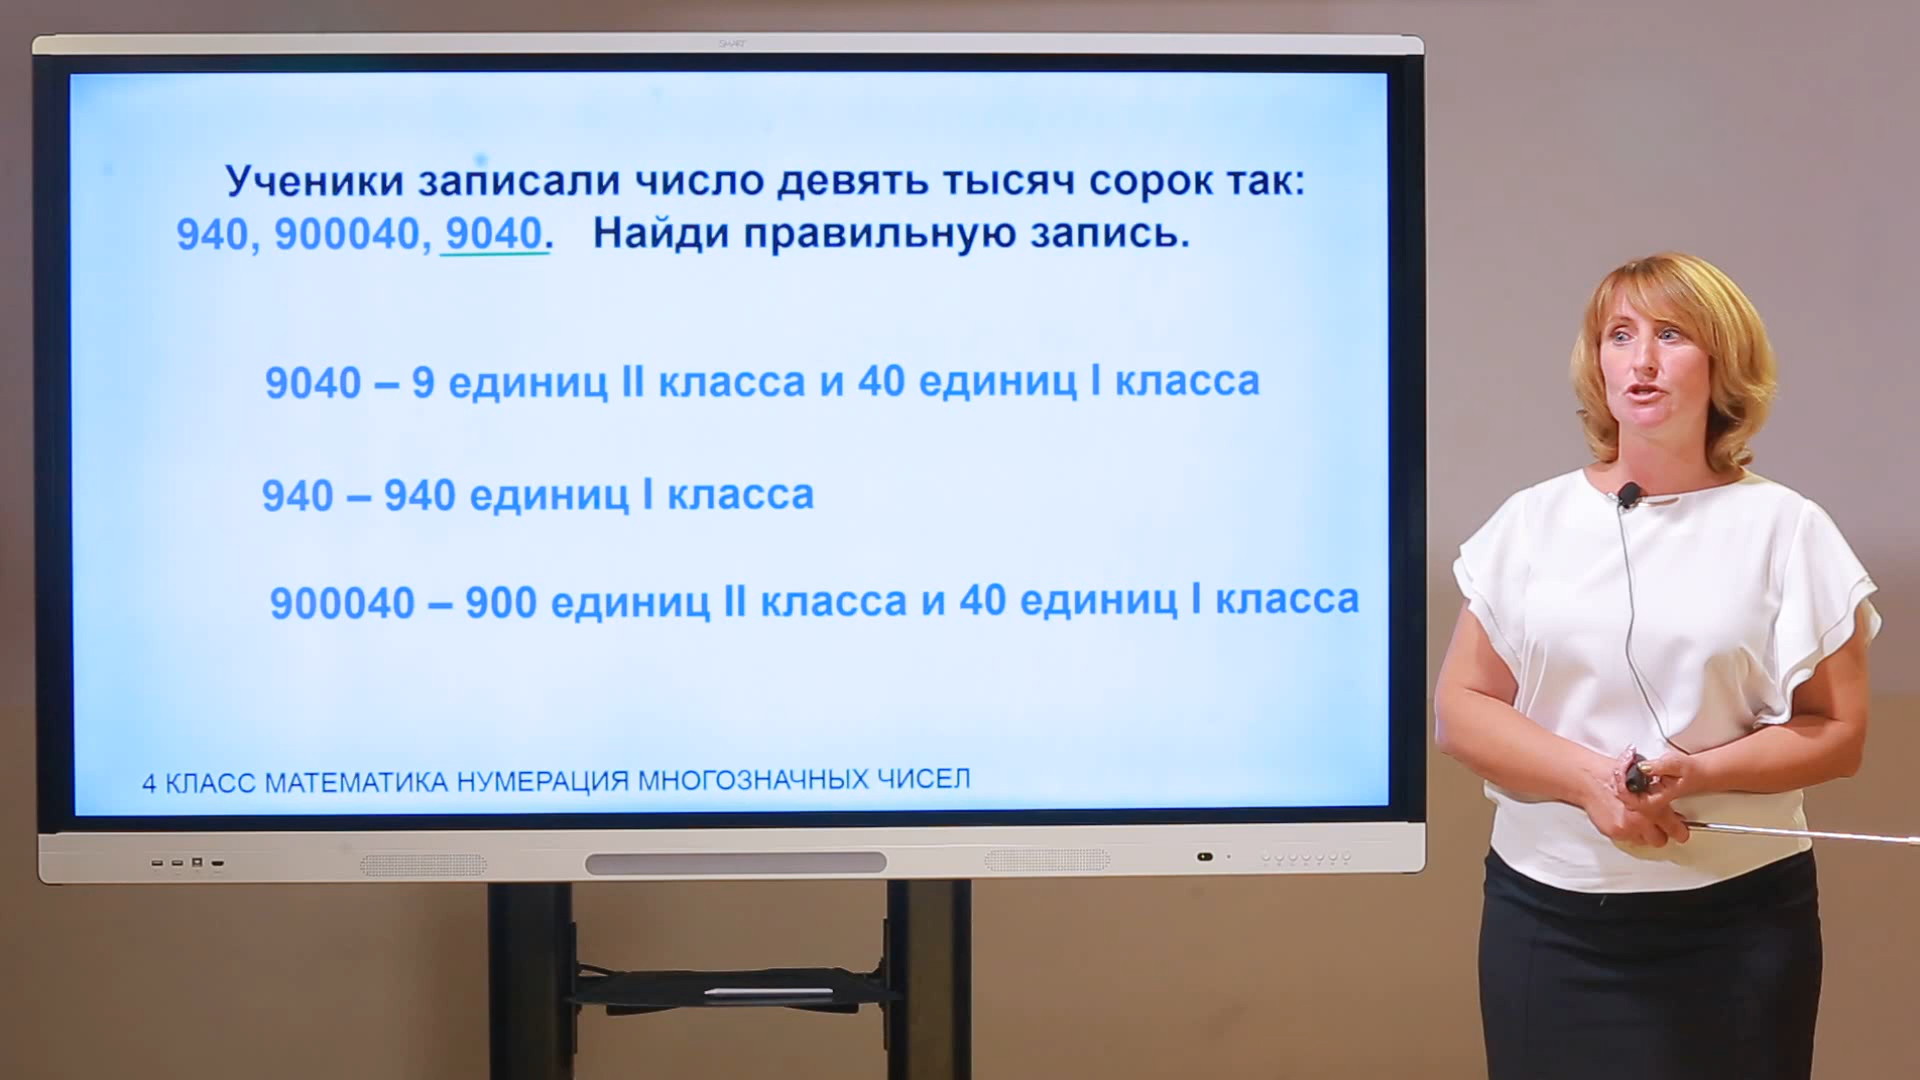 SMART
Ученики записали число девять тысяч сорок так:
940, 900040, 9040. Найди правильную запись.
9040 – 9 единиц II класса и 40 единиц I класса
940 – 940 единиц I класса
900040 – 900 единиц II класса и 40 единиц I класса
4 КЛАСС МАТЕМАТИКА НУМЕРАЦИЯ МНОГОЗНАЧНЫХ ЧИСЕЛ